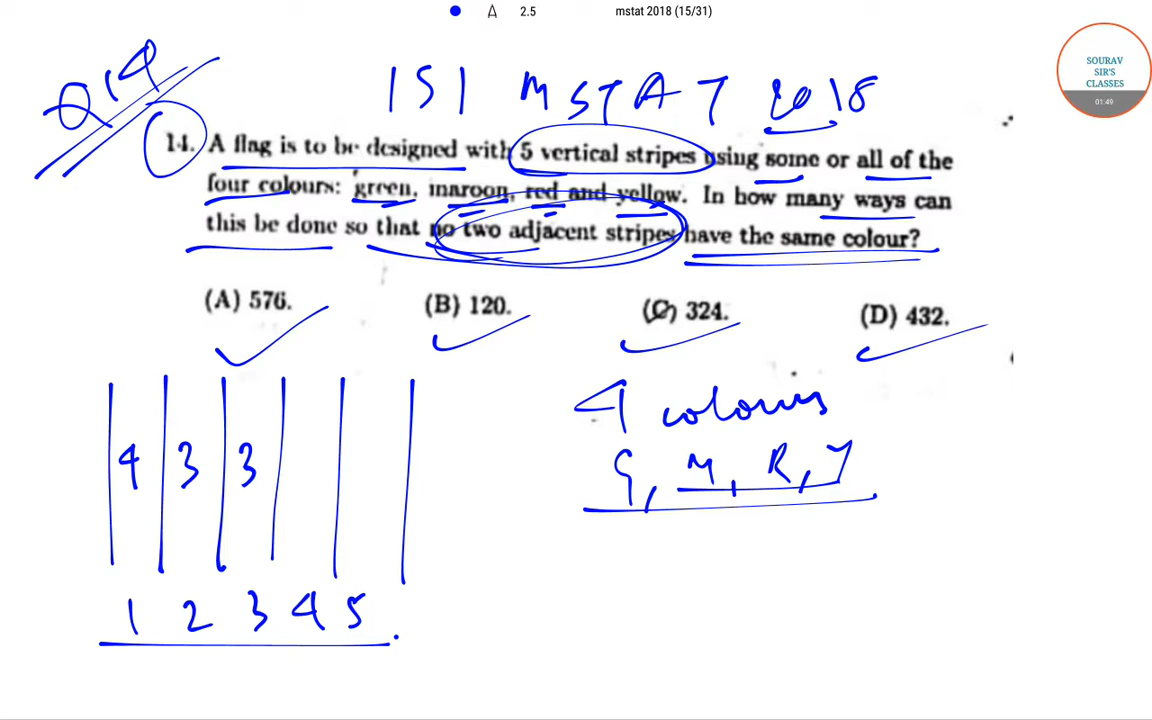 A 2.5 mstat 2018 (15/31)
SOURAV
SIR'S
CLASSES
01:49
Q14
ISI MSTAT 2018
14. A flag is to be designed with 5 vertical stripes using some or all of the
four colours: green, maroon, red and yellow. In how many ways can
this be done so that no two adjacent stripes have the same colour?
(A) 576. (B) 120. (C) 324. (D) 432.
4 colours
4 3 3
G, M, R, Y
1 2 3 4 5